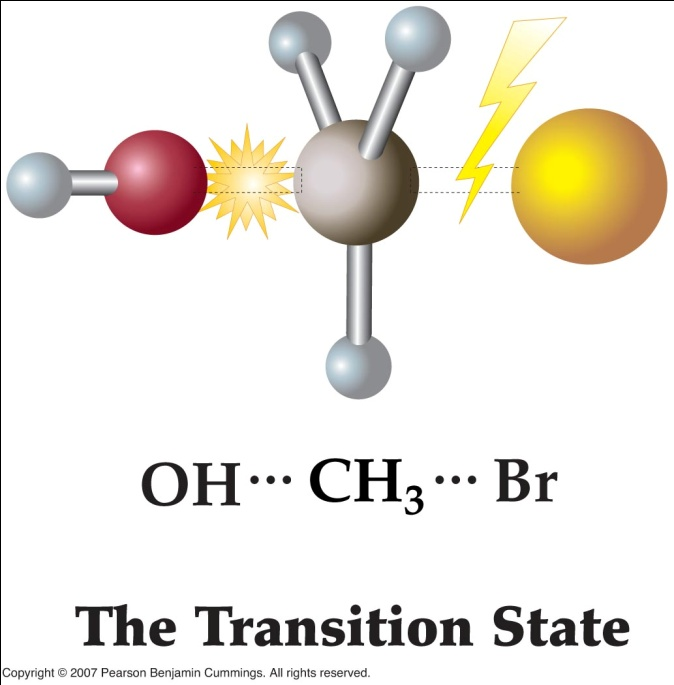 OH··· CH₃··· Br
The Transition State
Copyright © 2007 Pearson Benjamin Cummings. All rights reserved.